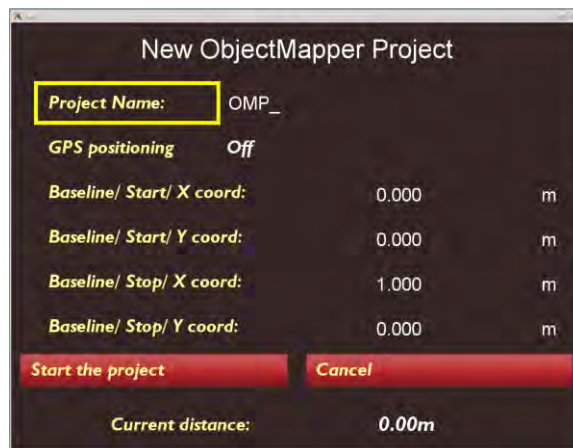 New ObjectMapper Project
Project Name: OMP_
GPS positioning Off
Baseline/ Start/ X coord: 0.000 m
Baseline/ Start/ Y coord: 0.000 m
Baseline/ Stop/ X coord: 1.000 m
Baseline/ Stop/ Y coord: 0.000 m
Start the project Cancel
Current distance: 0.00m